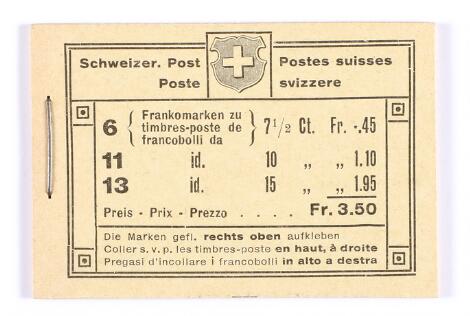 Schweizer. Post Postes suisses
Poste svizzere
6 { Frankomarken zu timbres-poste de francobolli da } 7 1/2 Ct. Fr. -.45
11 id. 10 „ „ 1.10
13 id. 15 „ „ 1.95
Preis - Prix - Prezzo . . . . Fr. 3.50
Die Marken gefl. rechts oben aufkleben
Coller s. v. p. les timbres-poste en haut, à droite
Pregasi d'incollare i francobolli in alto a destra